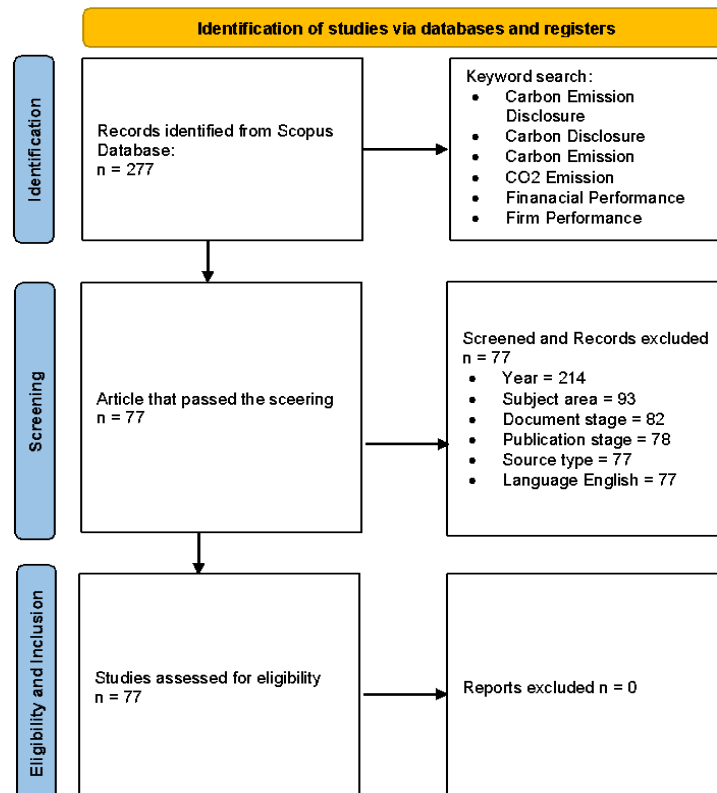 Identification of studies via databases and registers
Identification
Records identified from Scopus
Database:
n = 277
Keyword search:
• Carbon Emission
Disclosure
• Carbon Disclosure
• Carbon Emission
• CO2 Emission
• Finanacial Performance
• Firm Performance
Screening
Article that passed the sceering
n = 77
Screened and Records excluded
n = 77
• Year = 214
• Subject area = 93
• Document stage = 82
• Publication stage = 78
• Source type = 77
• Language English = 77
Eligibility and Inclusion
Studies assessed for eligibility
n = 77
Reports excluded n = 0